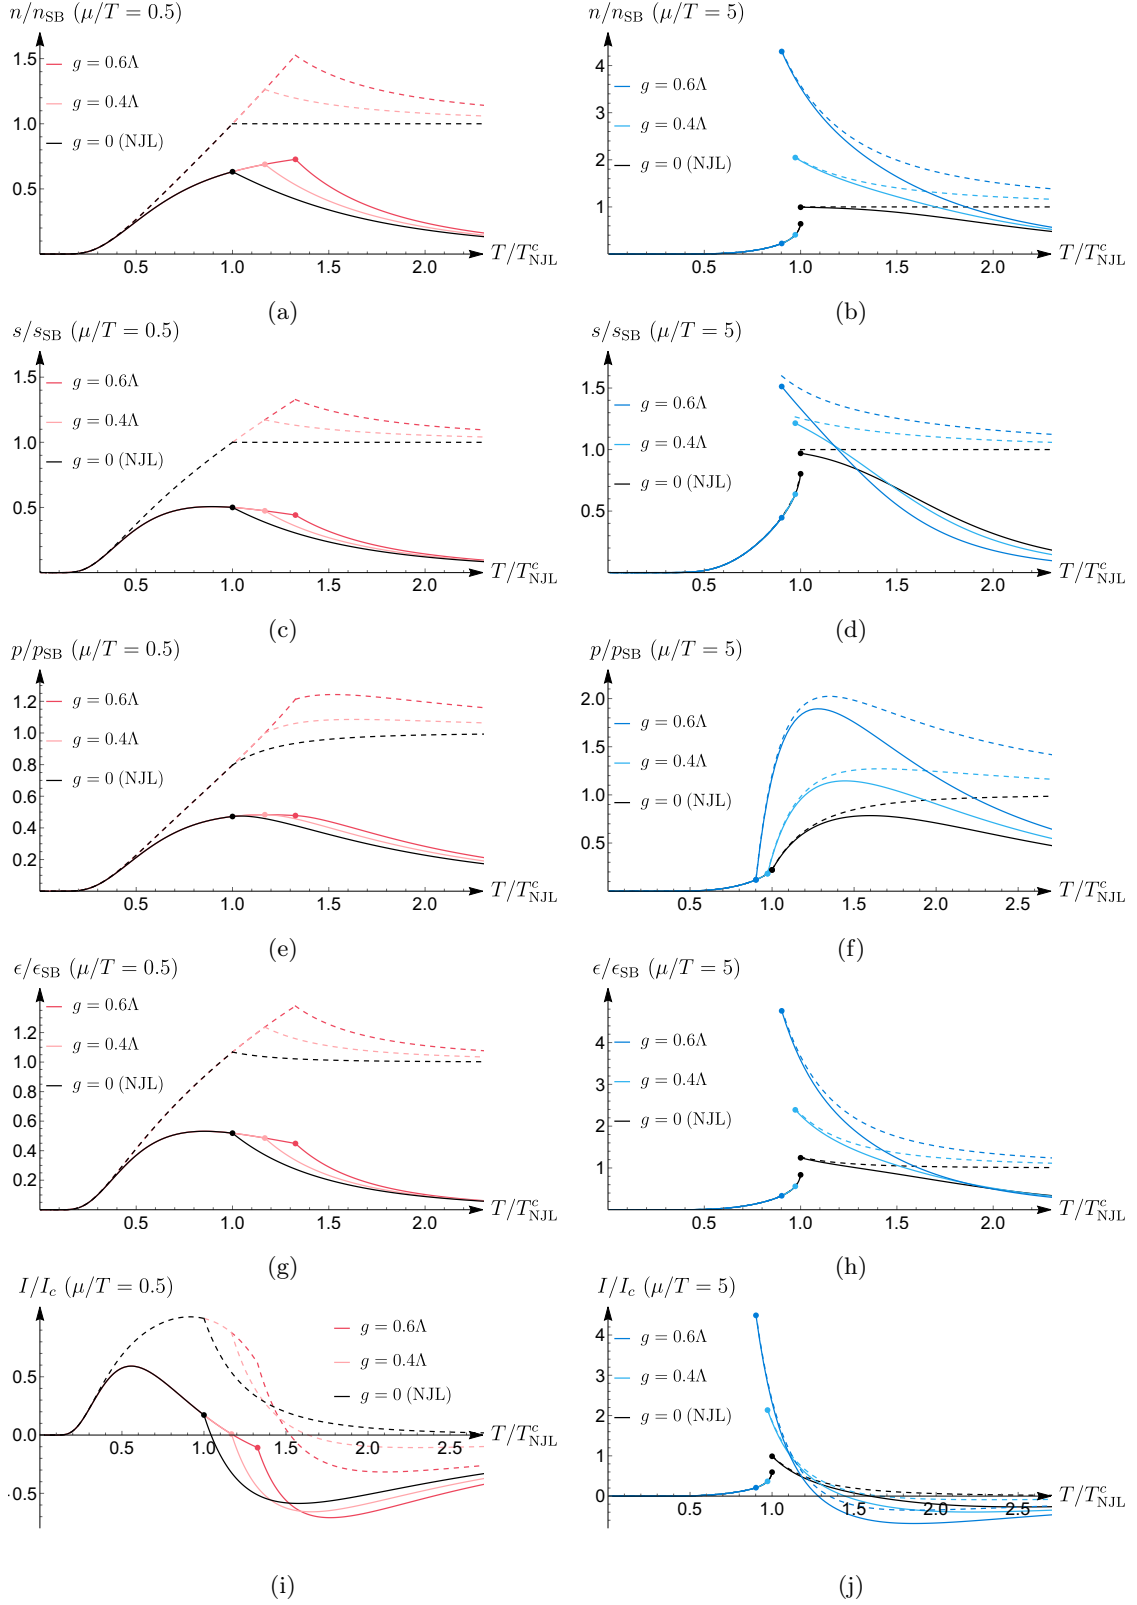 n/n_SB (μ/T = 0.5)
g = 0.6Λ
g = 0.4Λ
g = 0 (NJL)
1.5
1.0
0.5
0.5 1.0 1.5 2.0
T/T^c_NJL
(a)
n/n_SB (μ/T = 5)
g = 0.6Λ
g = 0.4Λ
g = 0 (NJL)
4
3
2
1
0.5 1.0 1.5 2.0
T/T^c_NJL
(b)
s/s_SB (μ/T = 0.5)
g = 0.6Λ
g = 0.4Λ
g = 0 (NJL)
1.5
1.0
0.5
0.5 1.0 1.5 2.0
T/T^c_NJL
(c)
s/s_SB (μ/T = 5)
g = 0.6Λ
g = 0.4Λ
g = 0 (NJL)
1.5
1.0
0.5
0.5 1.0 1.5 2.0
T/T^c_NJL
(d)
p/p_SB (μ/T = 0.5)
g = 0.6Λ
g = 0.4Λ
g = 0 (NJL)
1.2
1.0
0.8
0.6
0.4
0.2
0.5 1.0 1.5 2.0
T/T^c_NJL
(e)
p/p_SB (μ/T = 5)
g = 0.6Λ
g = 0.4Λ
g = 0 (NJL)
2.0
1.5
1.0
0.5
0.5 1.0 1.5 2.0 2.5
T/T^c_NJL
(f)
ϵ/ϵ_SB (μ/T = 0.5)
g = 0.6Λ
g = 0.4Λ
g = 0 (NJL)
1.2
1.0
0.8
0.6
0.4
0.2
0.5 1.0 1.5 2.0
T/T^c_NJL
(g)
ϵ/ϵ_SB (μ/T = 5)
g = 0.6Λ
g = 0.4Λ
g = 0 (NJL)
4
3
2
1
0.5 1.0 1.5 2.0
T/T^c_NJL
(h)
I/I_c (μ/T = 0.5)
g = 0.6Λ
g = 0.4Λ
g = 0 (NJL)
0.5
0.0
-0.5
0.5 1.0 1.5 2.0 2.5
T/T^c_NJL
(i)
I/I_c (μ/T = 5)
g = 0.6Λ
g = 0.4Λ
g = 0 (NJL)
4
3
2
1
0
0.5 1.0 1.5 2.0 2.5
T/T^c_NJL
(j)